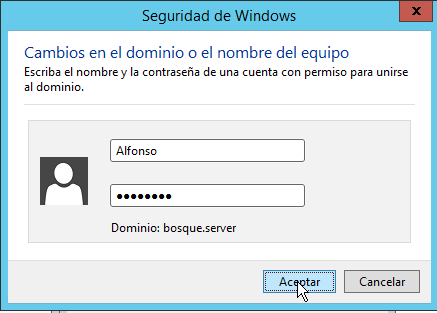 Seguridad de Windows
x
Cambios en el dominio o el nombre del equipo
Escriba el nombre y la contraseña de una cuenta con permiso para unirse
al dominio.
Alfonso
●●●●●●●●
Dominio: bosque.server
Aceptar
Cancelar